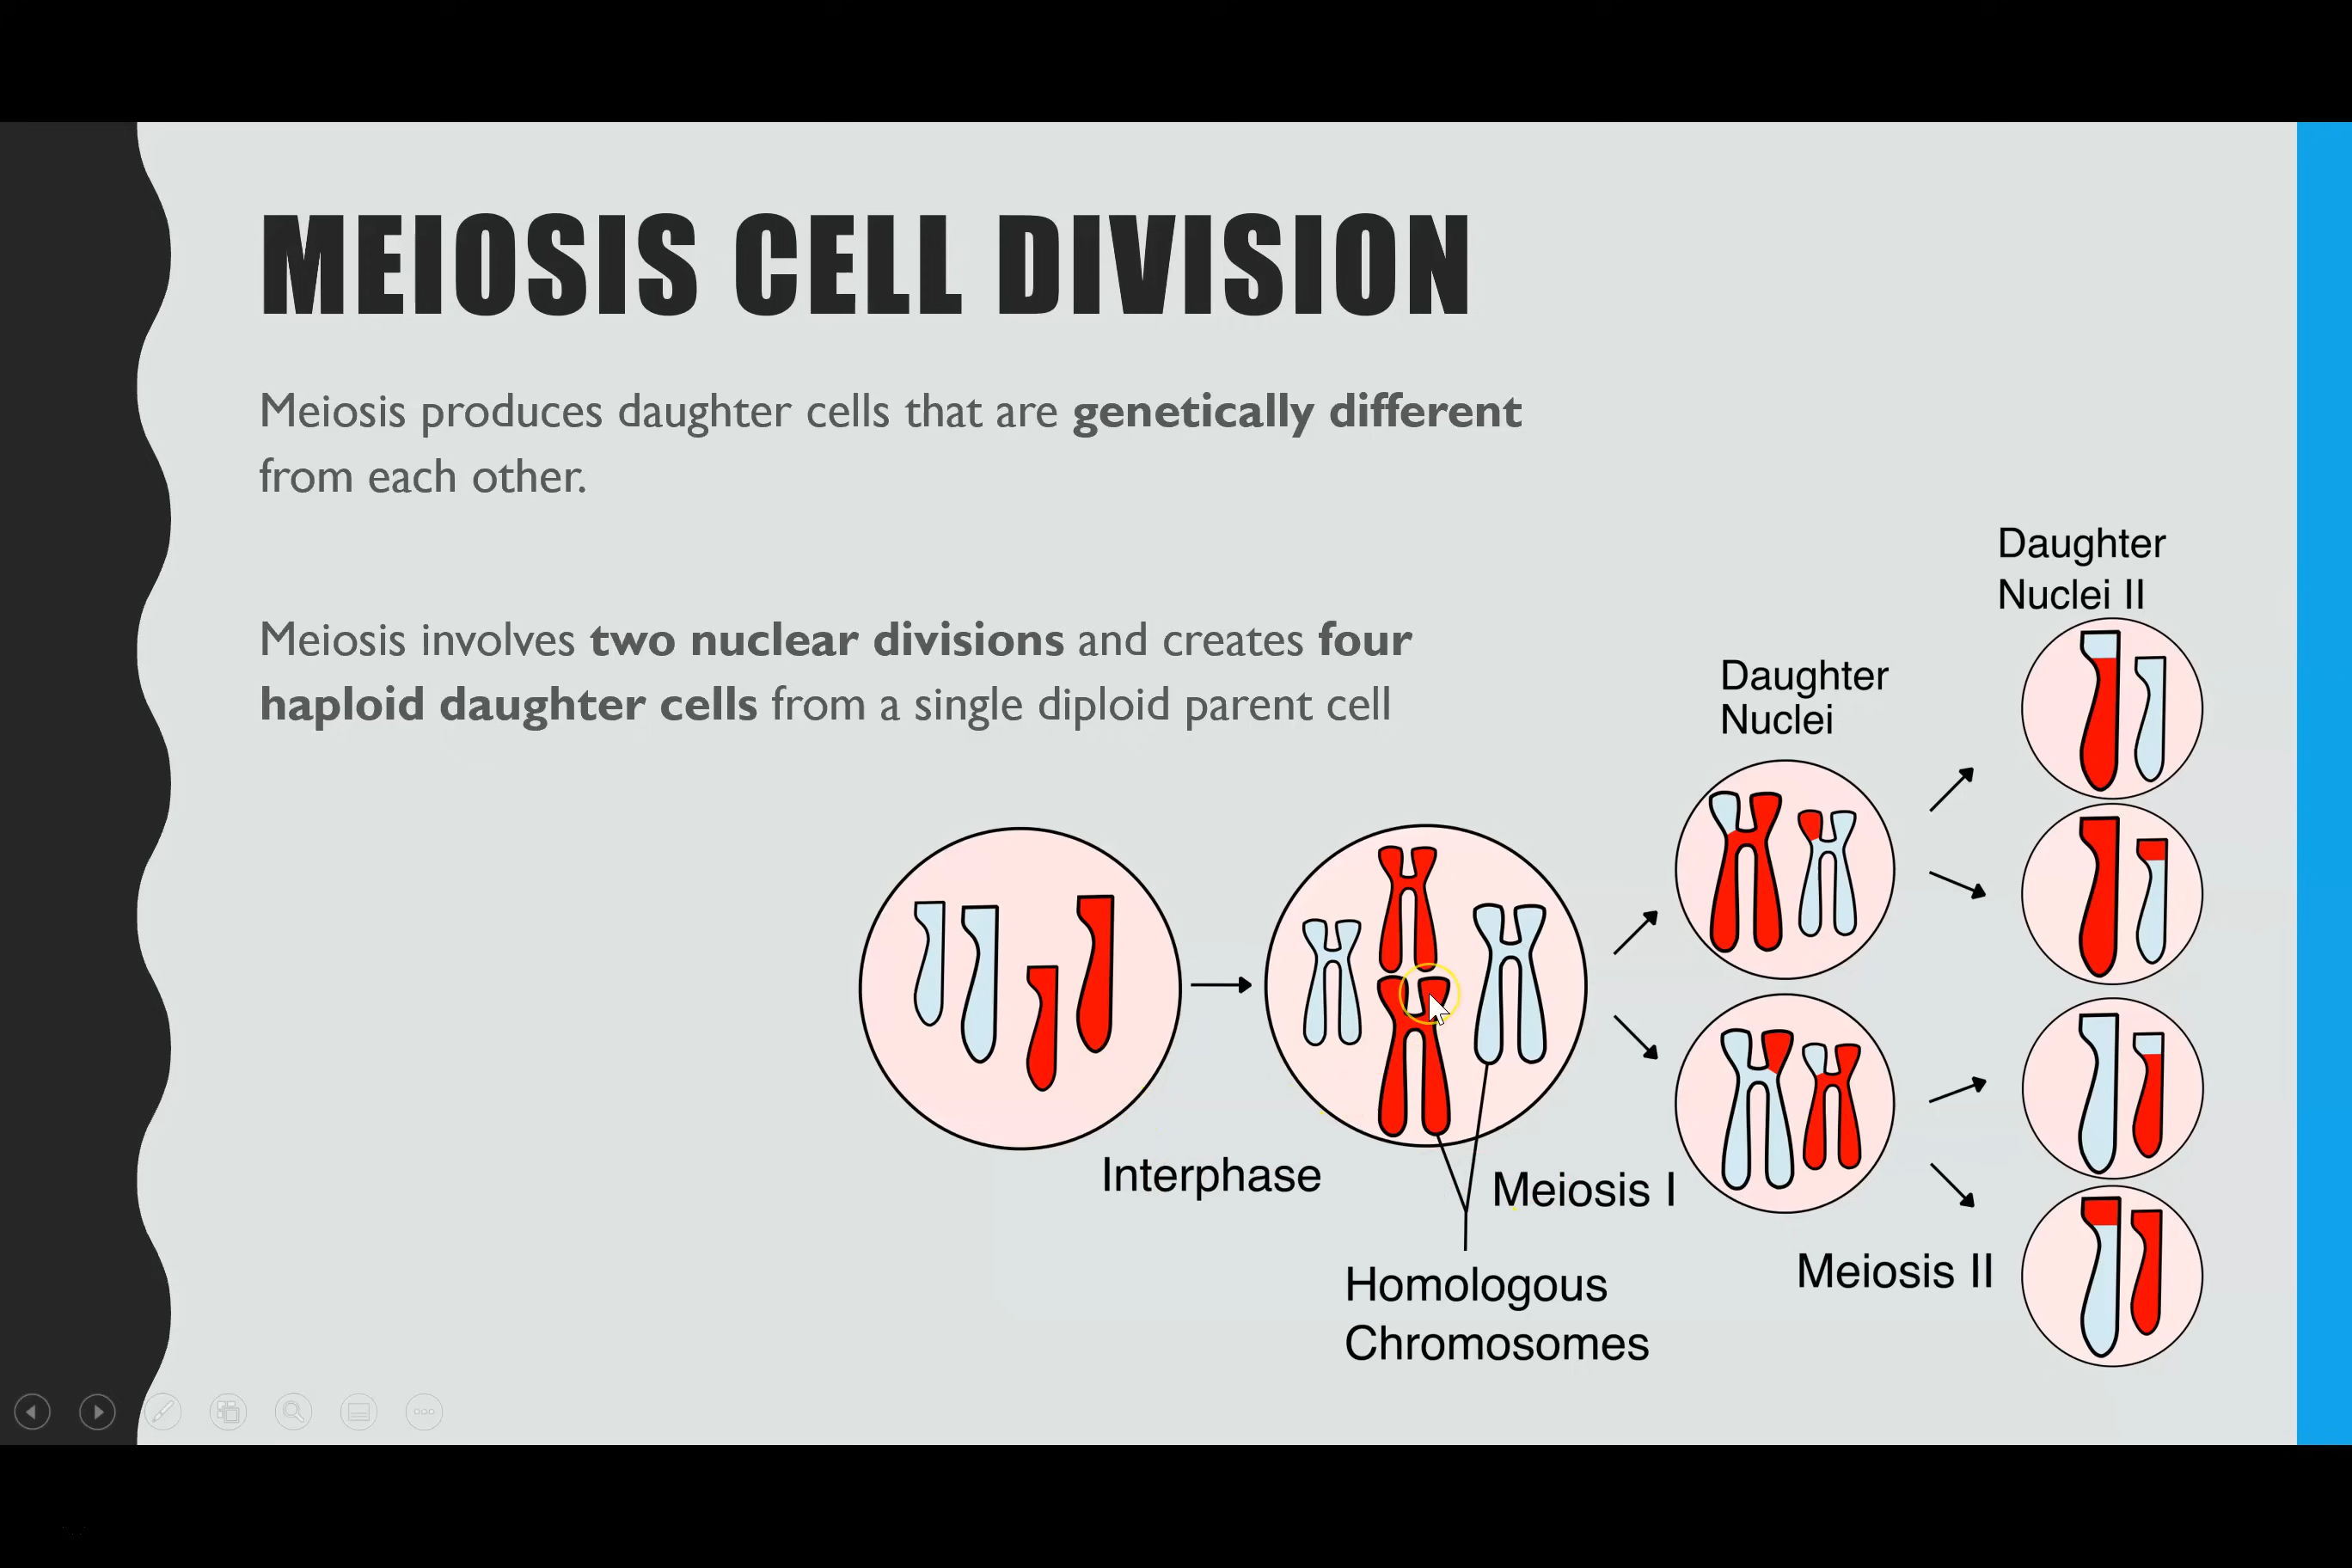 MEIOSIS CELL DIVISION
Meiosis produces daughter cells that are genetically different
from each other.
Meiosis involves two nuclear divisions and creates four
haploid daughter cells from a single diploid parent cell
Daughter
Nuclei II
Daughter
Nuclei
Interphase
Meiosis I
Homologous
Chromosomes
Meiosis II